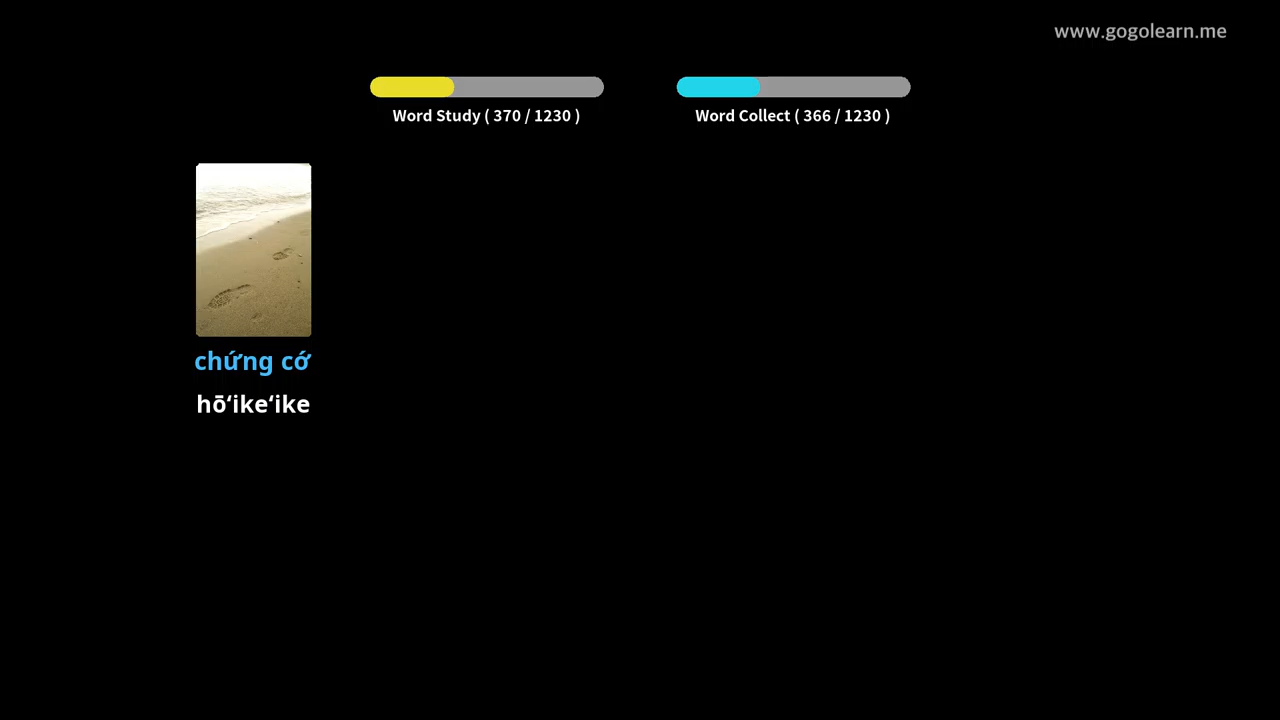 www.gogolearn.me
Word Study ( 370 / 1230 )
Word Collect ( 366 / 1230 )
chứng cớ
hōʻikeʻike